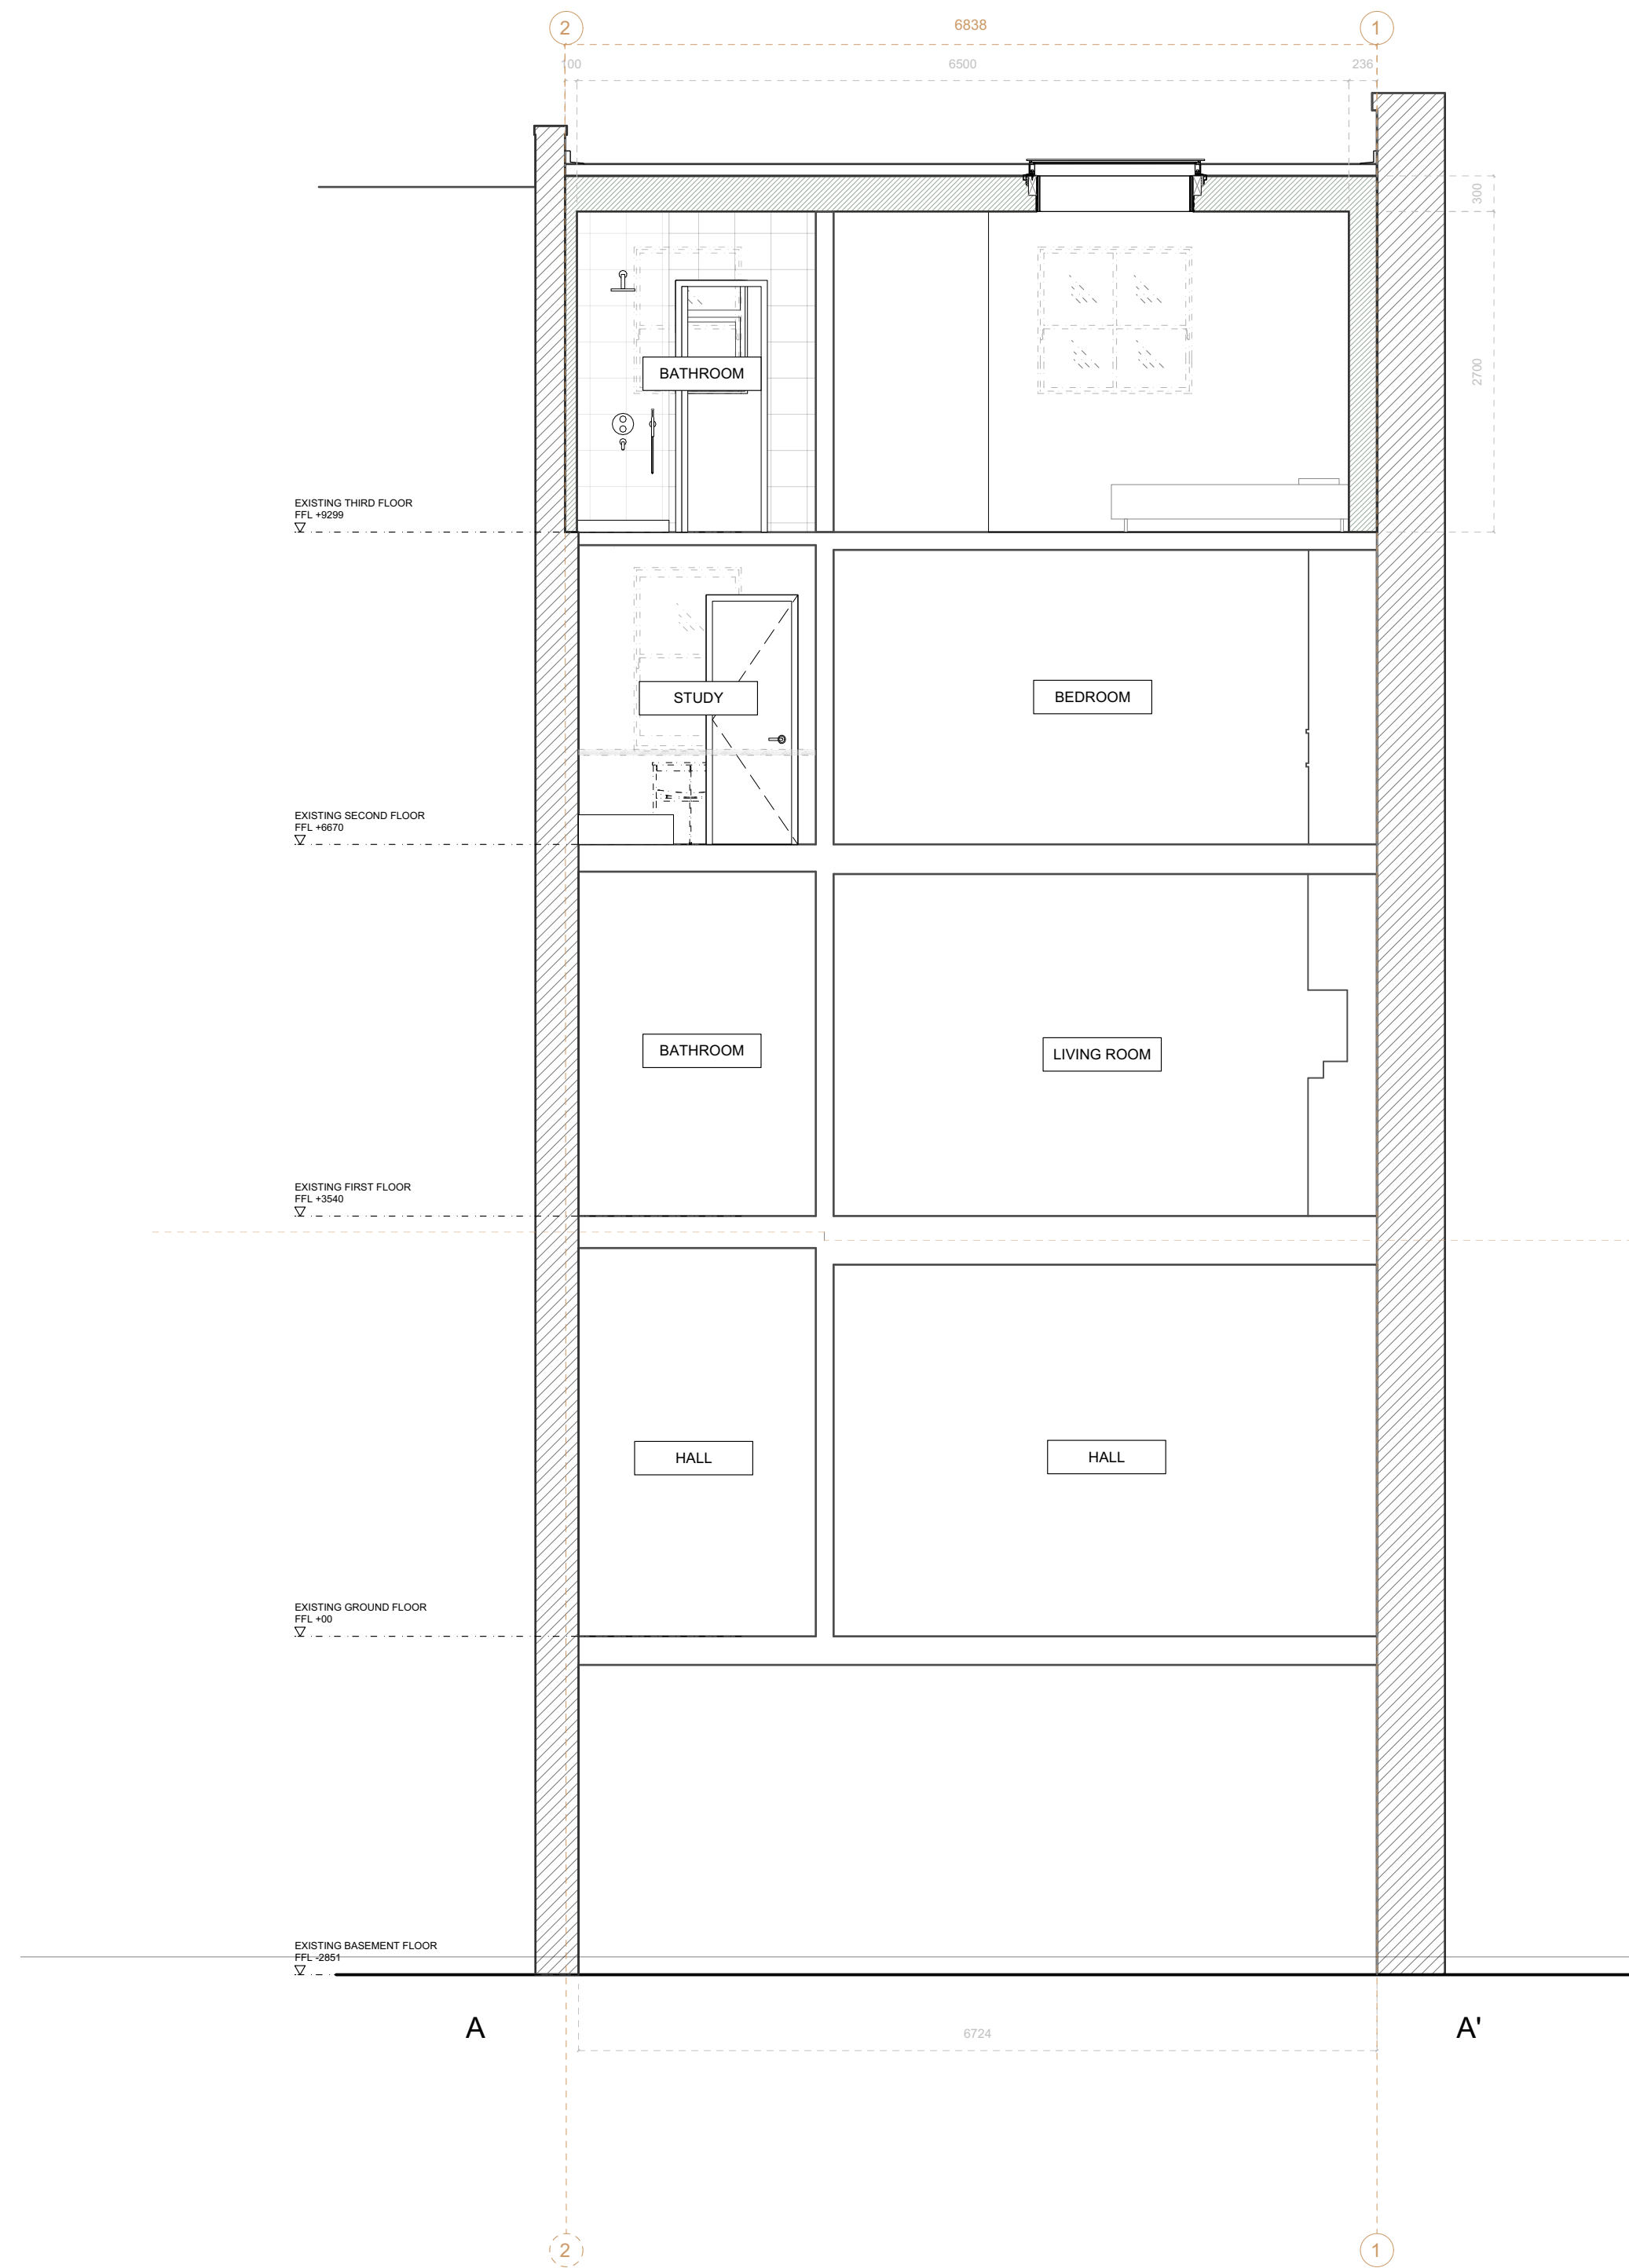 2
6838
1
100
6500
236
300
2700
BATHROOM
EXISTING THIRD FLOOR
FFL +9299
STUDY
BEDROOM
EXISTING SECOND FLOOR
FFL +6670
BATHROOM
LIVING ROOM
EXISTING FIRST FLOOR
FFL +3540
HALL
HALL
EXISTING GROUND FLOOR
FFL +00
EXISTING BASEMENT FLOOR
FFL -2851
A
A'
6724
2
1